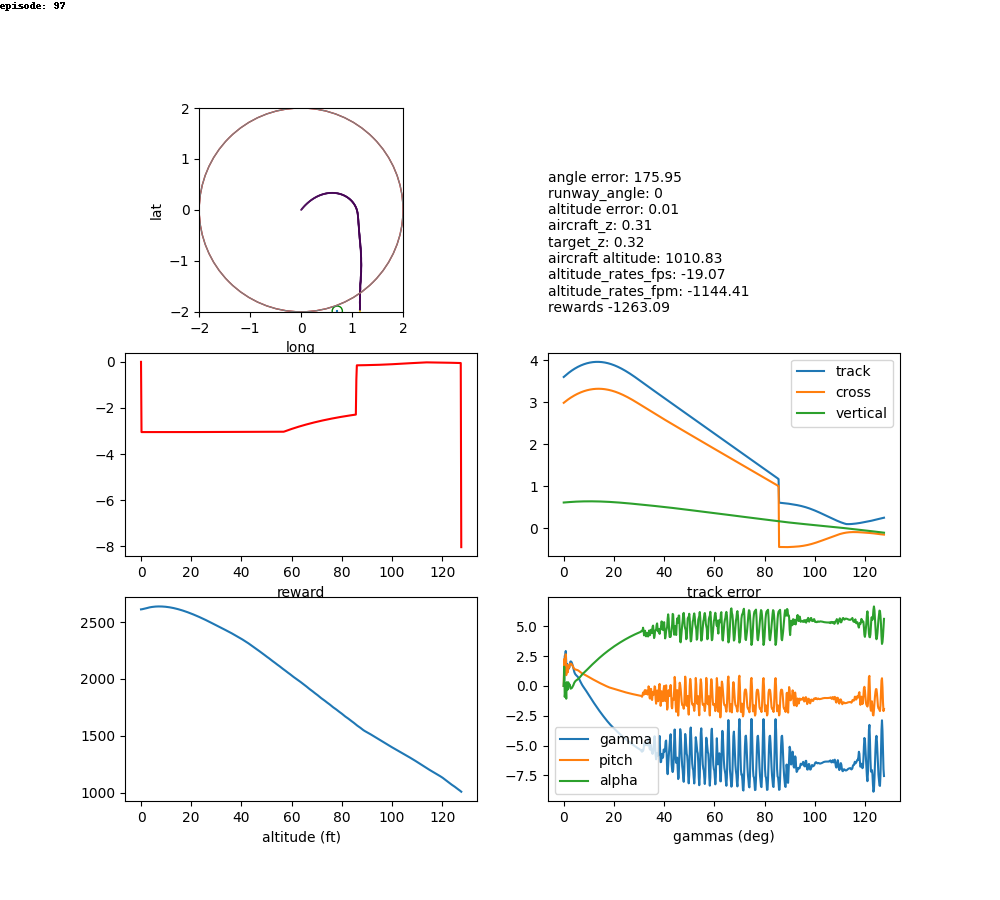 episode: 97
2
1
0
−1
−2
lat
−2
−1
0
1
2
long
angle error: 175.95
runway_angle: 0
altitude error: 0.01
aircraft_z: 0.31
target_z: 0.32
aircraft altitude: 1010.83
altitude_rates_fps: -19.07
altitude_rates_fpm: -1144.41
rewards -1263.09
0
−2
−4
−6
−8
0 20 40 60 80 100 120
reward
4
3
2
1
0
track
cross
vertical
0 20 40 60 80 100 120
track error
2500
2000
1500
1000
0 20 40 60 80 100 120
altitude (ft)
5.0
2.5
0.0
−2.5
−5.0
−7.5
gamma
pitch
alpha
0 20 40 60 80 100 120
gammas (deg)